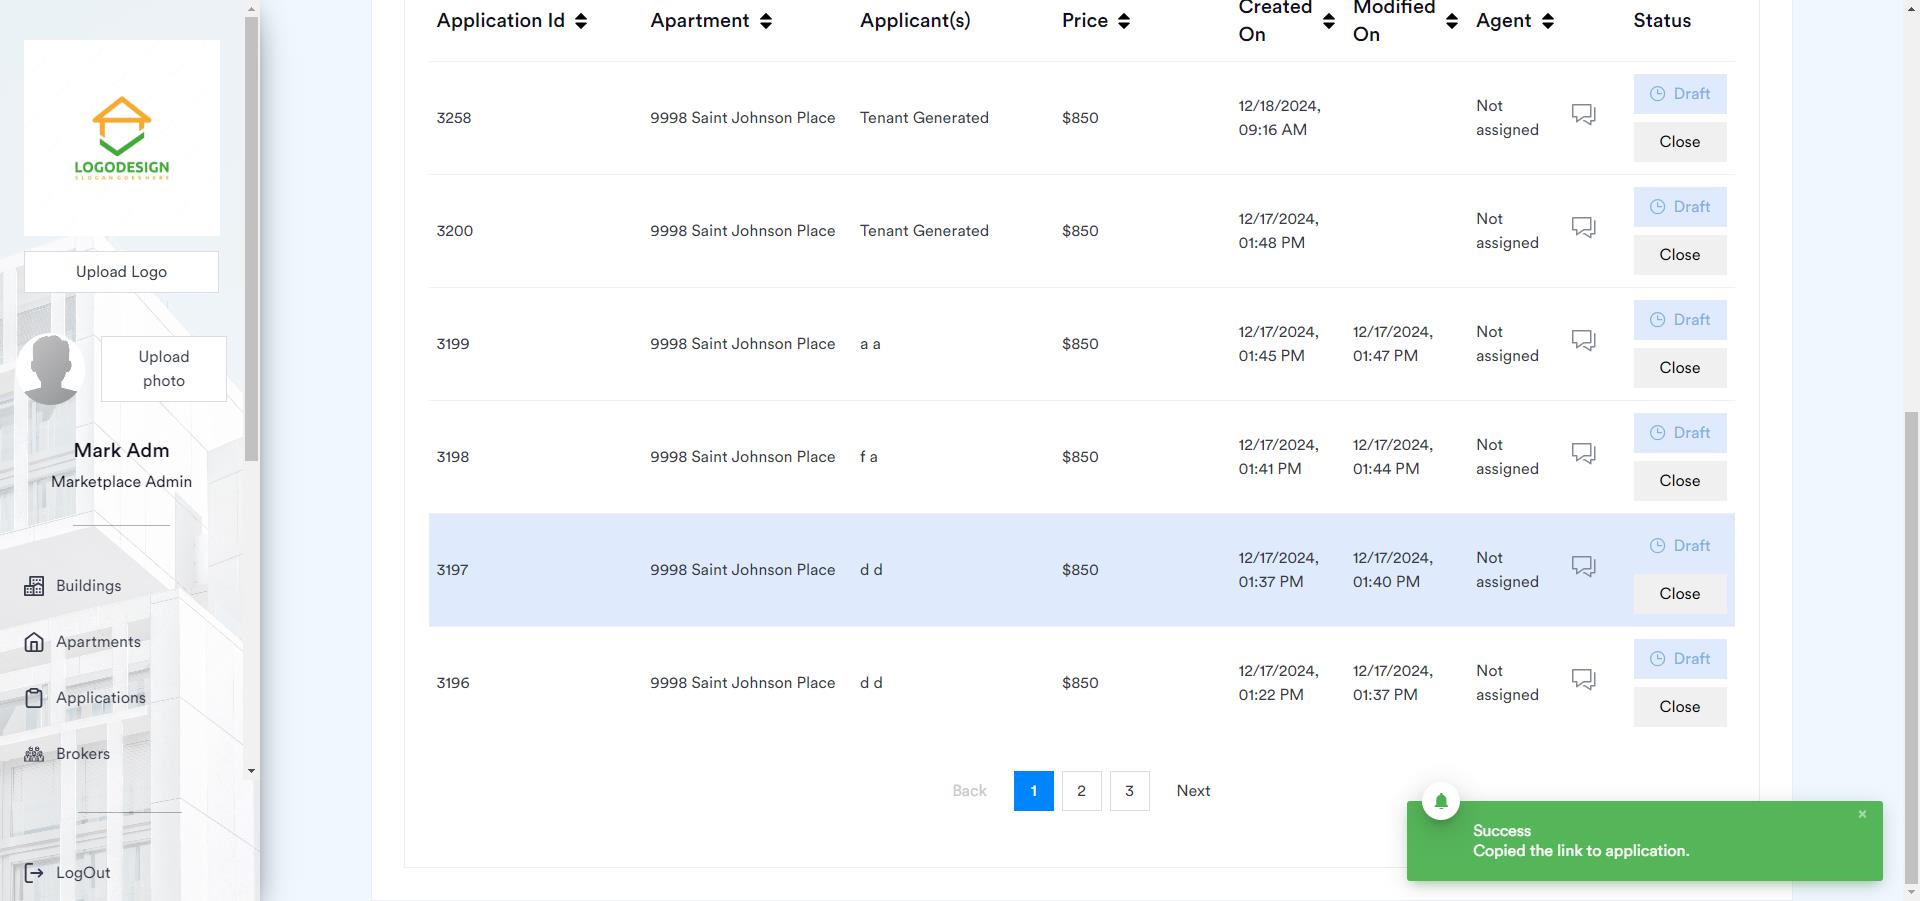 LOGODESIGN
SLOGAN GOES HERE
Upload Logo
Upload
photo
Mark Adm
Marketplace Admin
Buildings
Apartments
Applications
Brokers
LogOut
Application Id
Apartment
Applicant(s)
Price
Created
On
Modified
On
Agent
Status
3258
9998 Saint Johnson Place
Tenant Generated
$850
12/18/2024,
09:16 AM
Not
assigned
Draft
Close
3200
9998 Saint Johnson Place
Tenant Generated
$850
12/17/2024,
01:48 PM
Not
assigned
Draft
Close
3199
9998 Saint Johnson Place
a a
$850
12/17/2024,
01:45 PM
12/17/2024,
01:47 PM
Not
assigned
Draft
Close
3198
9998 Saint Johnson Place
f a
$850
12/17/2024,
01:41 PM
12/17/2024,
01:44 PM
Not
assigned
Draft
Close
3197
9998 Saint Johnson Place
d d
$850
12/17/2024,
01:37 PM
12/17/2024,
01:40 PM
Not
assigned
Draft
Close
3196
9998 Saint Johnson Place
d d
$850
12/17/2024,
01:22 PM
12/17/2024,
01:37 PM
Not
assigned
Draft
Close
Back
1
2
3
Next
Success
Copied the link to application.